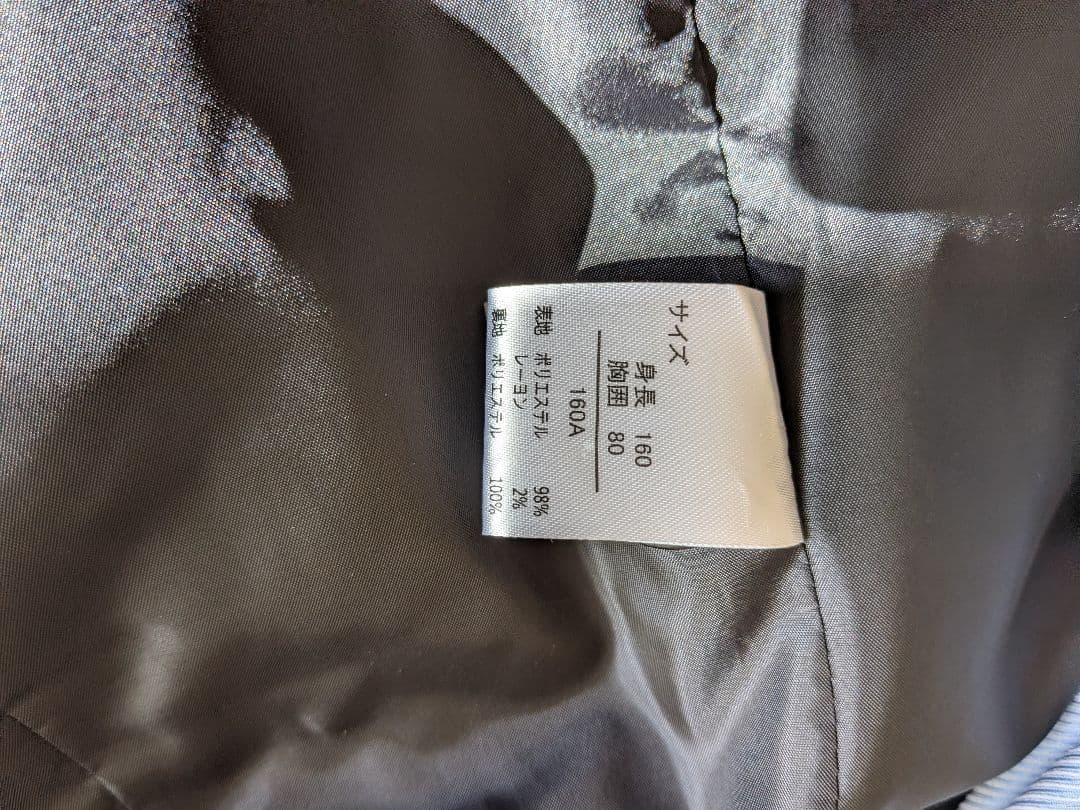 サイズ
身長 160
胸囲 80
160A
表地 ポリエステル 98%
レーヨン 2%
裏地 ポリエステル 100%